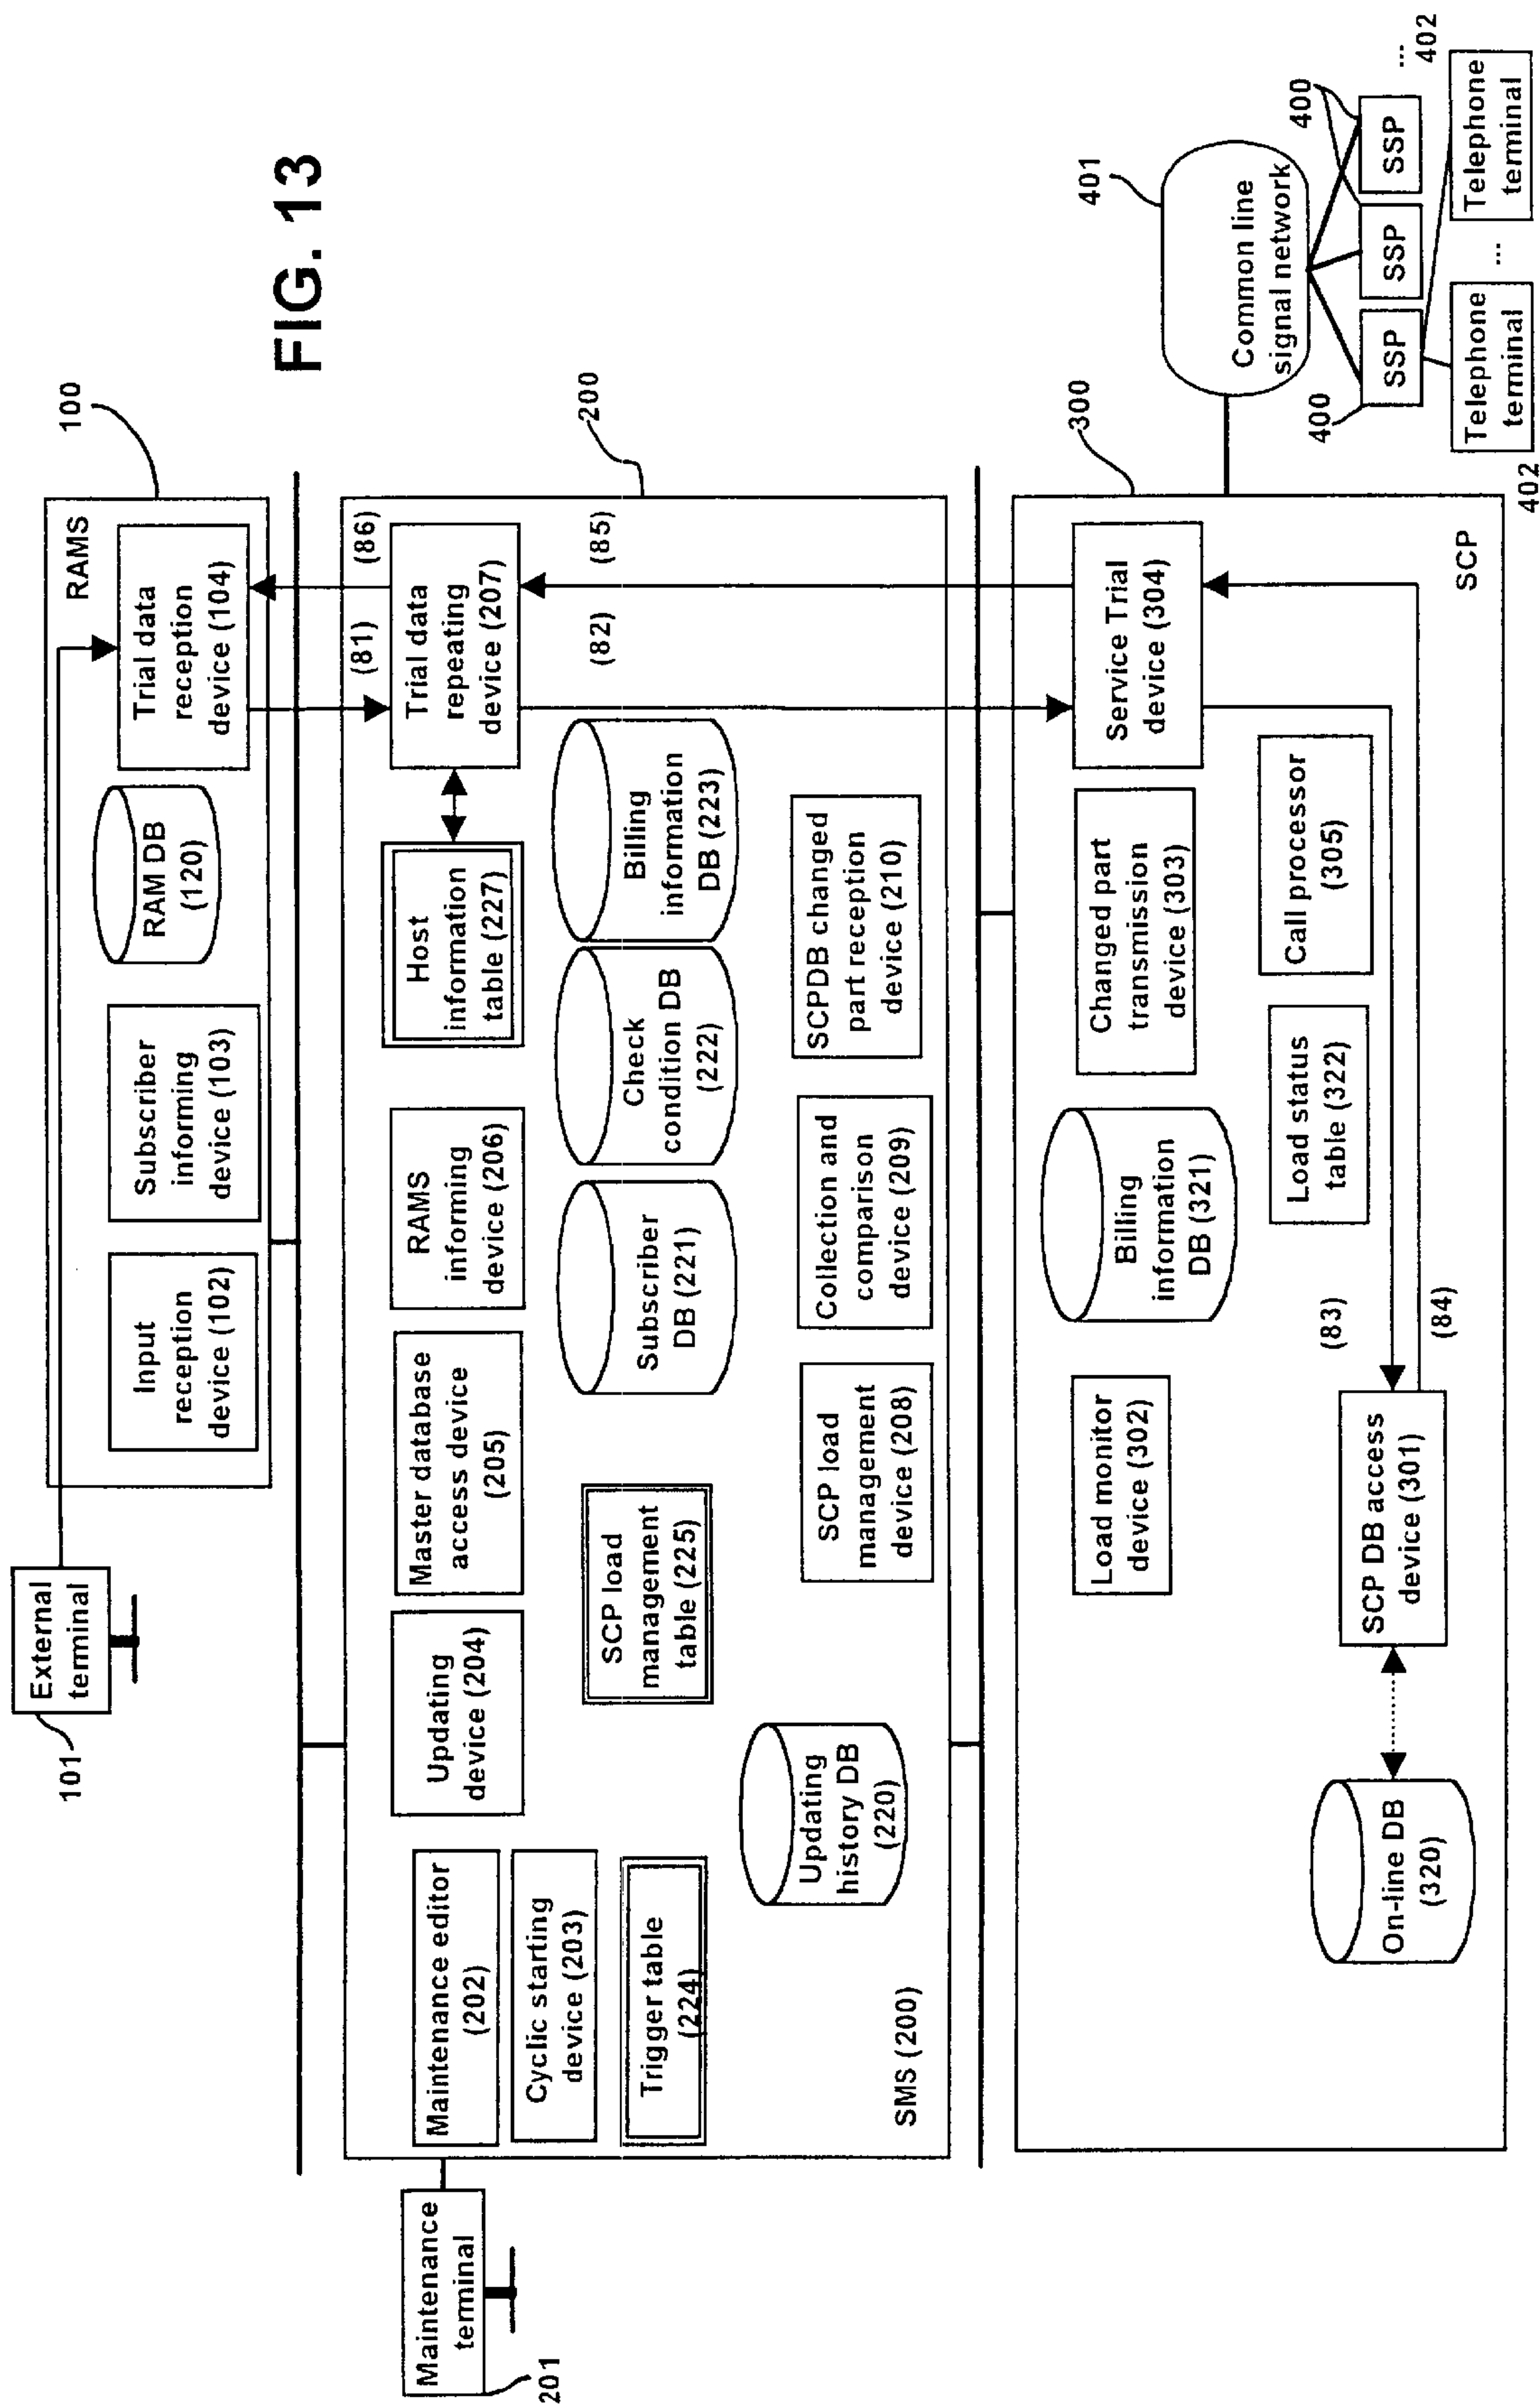 FIG. 13
101
External
terminal
100
RAMS
Input
reception
device (102)
Subscriber
informing
device (103)
RAM DB
(120)
Trial data
reception
device (104)
(81)
(86)
Maintenance
terminal
201
200
Maintenance editor
(202)
Cyclic starting
device (203)
Trigger table
(224)
Updating
device (204)
Master database
access device
(205)
RAMS
informing
device (206)
Host
information
table (227)
Trial data
repeating
device (207)
(82)
(85)
SCP load
management
table (225)
Subscriber
DB (221)
Check
condition DB
(222)
Billing
information
DB (223)
Updating
history DB
(220)
SCP load
management
device (208)
Collection and
comparison
device (209)
SCPDB changed
part reception
device (210)
SMS (200)
300
Load monitor
device (302)
Billing
information
DB (321)
Changed part
transmission
device (303)
Service Trial
device (304)
Load status
table (322)
Call processor
(305)
(83)
(84)
On-line DB
(320)
SCP DB access
device (301)
SCP
401
Common line
signal network
400
400
SSP
SSP
SSP
...
402
Telephone
terminal
...
Telephone
terminal
402